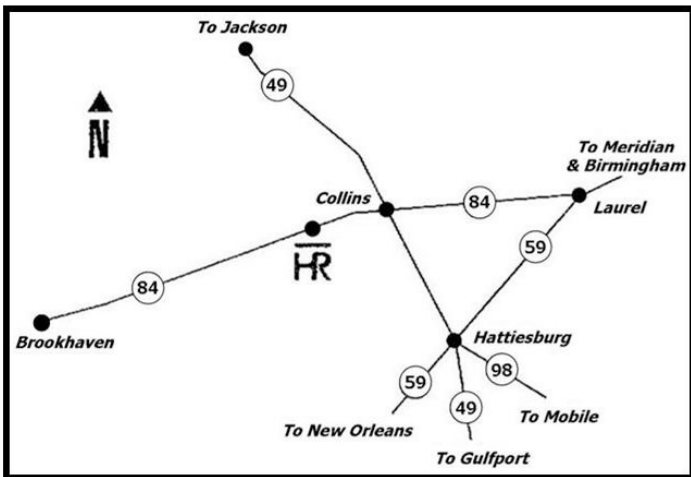 To Jackson
49
N
To Meridian
& Birmingham
Collins
84
Laurel
HR
59
84
Brookhaven
Hattiesburg
59
98
49
To Mobile
To New Orleans
To Gulfport